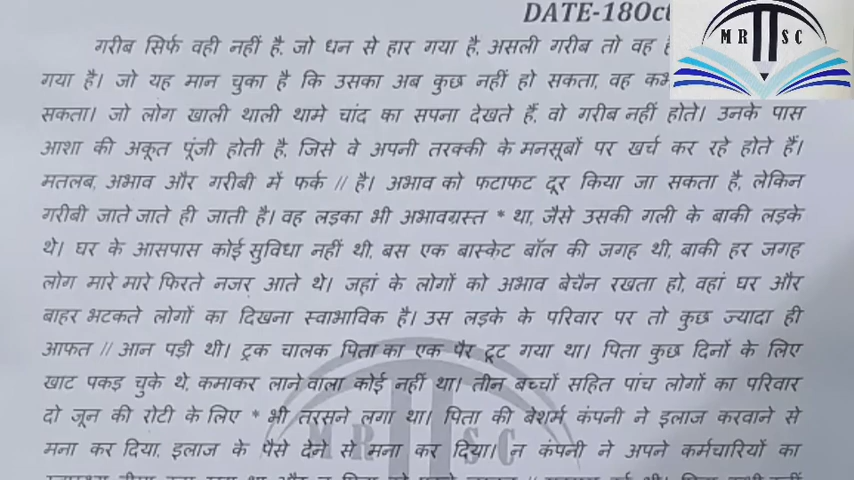 DATE-18Oct
MR SC
गरीब सिर्फ वही नहीं है, जो धन से हार गया है, असली गरीब तो वह
गया है। जो यह मान चुका है कि उसका अब कुछ नहीं हो सकता, वह
सकता। जो लोग खाली थाली थामे चांद का सपना देखते हैं, वो गरीब नहीं होते। उनके पास
आशा की अकूत पूंजी होती है, जिसे वे अपनी तरक्की के मनसूबों पर खर्च कर रहे होते हैं।
मतलब, अभाव और गरीबी में फर्क // है। अभाव को फटाफट दूर किया जा सकता है, लेकिन
गरीबी जाते जाते ही जाती है। वह लड़का भी अभावग्रस्त * था, जैसे उसकी गली के बाकी लड़के
थे। घर के आसपास कोई सुविधा नहीं थी, बस एक बास्केट बॉल की जगह थी, बाकी हर जगह
लोग मारे मारे फिरते नजर आते थे। जहां के लोगों को अभाव बेचैन रखता हो, वहां घर और
बाहर भटकते लोगों का दिखना स्वाभाविक है। उस लड़के के परिवार पर तो कुछ ज्यादा ही
आफत // आन पड़ी थी। ट्रक चालक पिता का एक पैर टूट गया था। पिता कुछ दिनों के लिए
खाट पकड़ चुके थे, कमाकर लाने वाला कोई नहीं था। तीन बच्चों सहित पांच लोगों का परिवार
दो जून की रोटी के लिए * भी तरसने लगा था। पिता की बेशर्म कंपनी ने इलाज करवाने से
मना कर दिया, इलाज के पैसे देने से मना कर दिया। न कंपनी ने अपने कर्मचारियों का